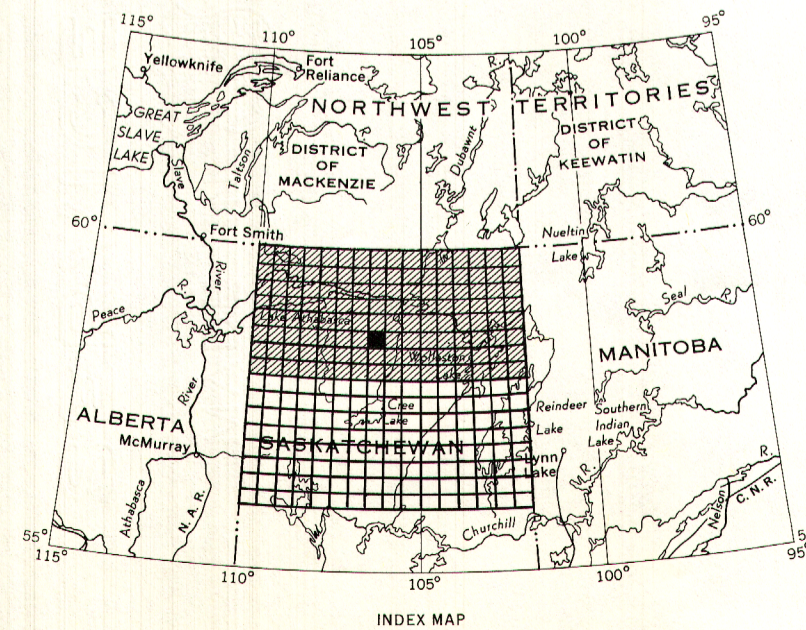 115°
110°
105°
100°
95°
Yellowknife
Fort
Reliance
R.
NORTHWEST TERRITORIES
GREAT
SLAVE
LAKE
Slave
Taltson
R.
DISTRICT
OF
MACKENZIE
Dubawnt
DISTRICT
OF
KEEWATIN
60°
Fort Smith
Nueltin
Lake
60°
River
R.
Peace
Lake Athabasca
Seal
Wollaston
Lake
MANITOBA
River
Cree
Lake
Reindeer
Lake
Southern
Indian
Lake
ALBERTA
McMurray
SASKATCHEWAN
Lynn
Lake
R.
R.
Athabasca
N. A. R.
Nelson
C. N. R.
Churchill
55°
115°
110°
105°
100°
95°
INDEX MAP